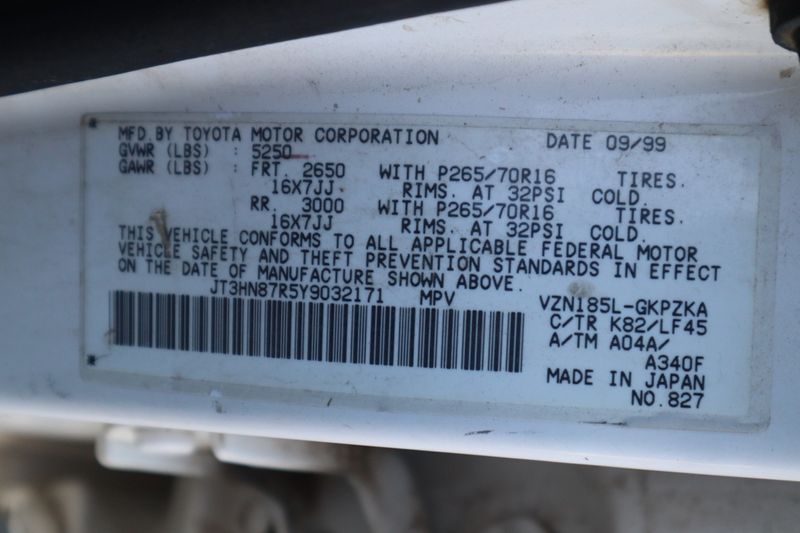 MFD.BY TOYOTA MOTOR CORPORATION DATE 09/99
GVWR (LBS) : 5250
GAWR (LBS) : FRT. 2650 WITH P265/70R16 TIRES.
16X7JJ RIMS. AT 32PSI COLD.
RR. 3000 WITH P265/70R16 TIRES.
16X7JJ RIMS. AT 32PSI COLD.
THIS VEHICLE CONFORMS TO ALL APPLICABLE FEDERAL MOTOR
VEHICLE SAFETY AND THEFT PREVENTION STANDARDS IN EFFECT
ON THE DATE OF MANUFACTURE SHOWN ABOVE.
JT3HN87R5Y9032171 MPV VZN185L-GKPZKA
C/TR K82/LF45
A/TM A04A/
A340F
MADE IN JAPAN
NO.827